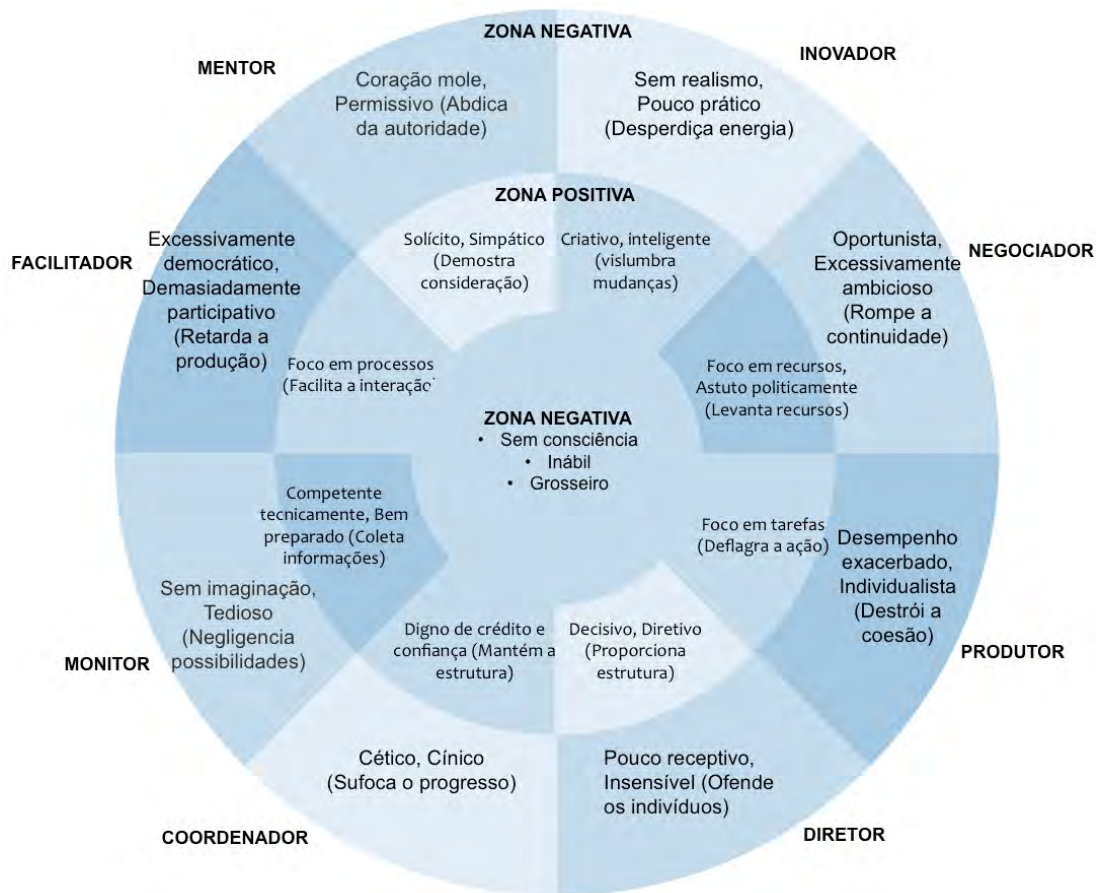 ZONA NEGATIVA
MENTOR
INOVADOR
Coração mole,
Permissivo (Abdica
da autoridade)
Sem realismo,
Pouco prático
(Desperdiça energia)
ZONA POSITIVA
FACILITADOR
Excessivamente
democrático,
Demasiadamente
participativo
(Retarda a
produção)
Solícito, Simpático
(Demostra
consideração)
Criativo, inteligente
(vislumbra
mudanças)
Oportunista,
Excessivamente
ambicioso
(Rompe a
continuidade)
NEGOCIADOR
Foco em processos
(Facilita a interação)
Foco em recursos,
Astuto politicamente
(Levanta recursos)
ZONA NEGATIVA
• Sem consciência
• Inábil
• Grosseiro
Competente
tecnicamente, Bem
preparado (Coleta
informações)
Foco em tarefas
(Deflagra a ação)
Desempenho
exacerbado,
Individualista
(Destrói a
coesão)
Sem imaginação,
Tedioso
(Negligencia
possibilidades)
MONITOR
Digno de crédito e
confiança (Mantém a
estrutura)
Decisivo, Diretivo
(Proporciona
estrutura)
PRODUTOR
Cético, Cínico
(Sufoca o progresso)
Pouco receptivo,
Insensível (Ofende
os indivíduos)
COORDENADOR
DIRETOR